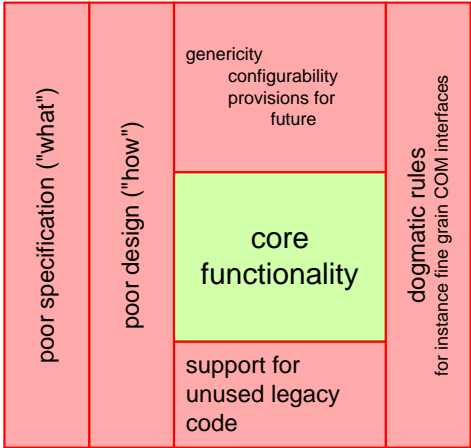 poor specification ("what")
poor design ("how")
genericity
configurability
provisions for
future
core
functionality
support for
unused legacy
code
dogmatic rules
for instance fine grain COM interfaces